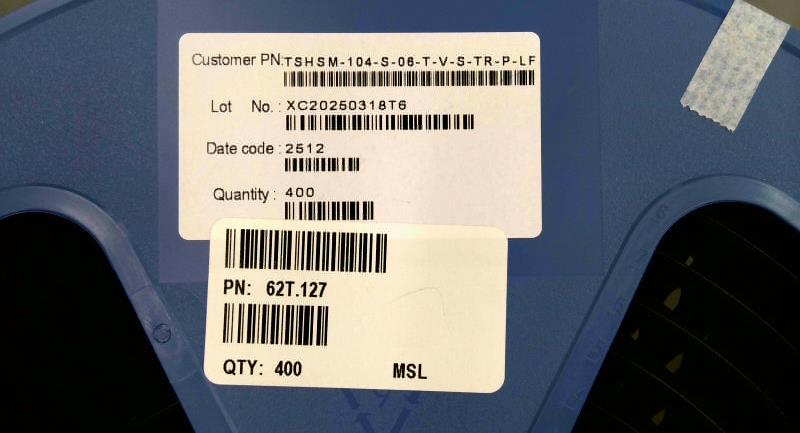 Customer PN:TSHSM-104-S-06-T-V-S-TR-P-LF
Lot No. : XC20250318T6
Date code : 2512
Quantity : 400
PN: 62T.127
QTY: 400 MSL